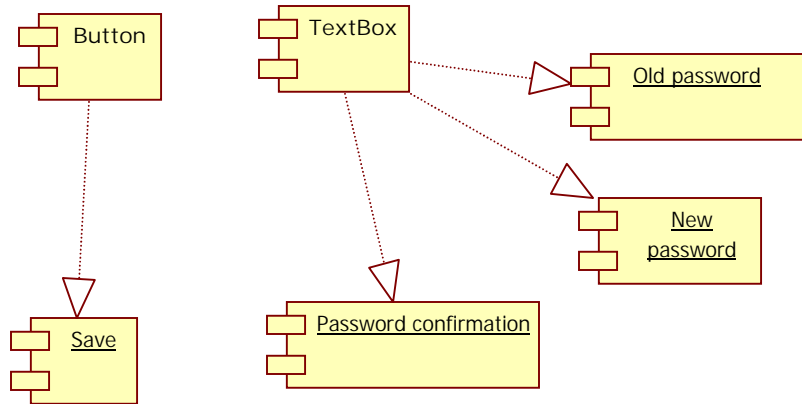 Button
TextBox
Old password
New
password
Password confirmation
Save